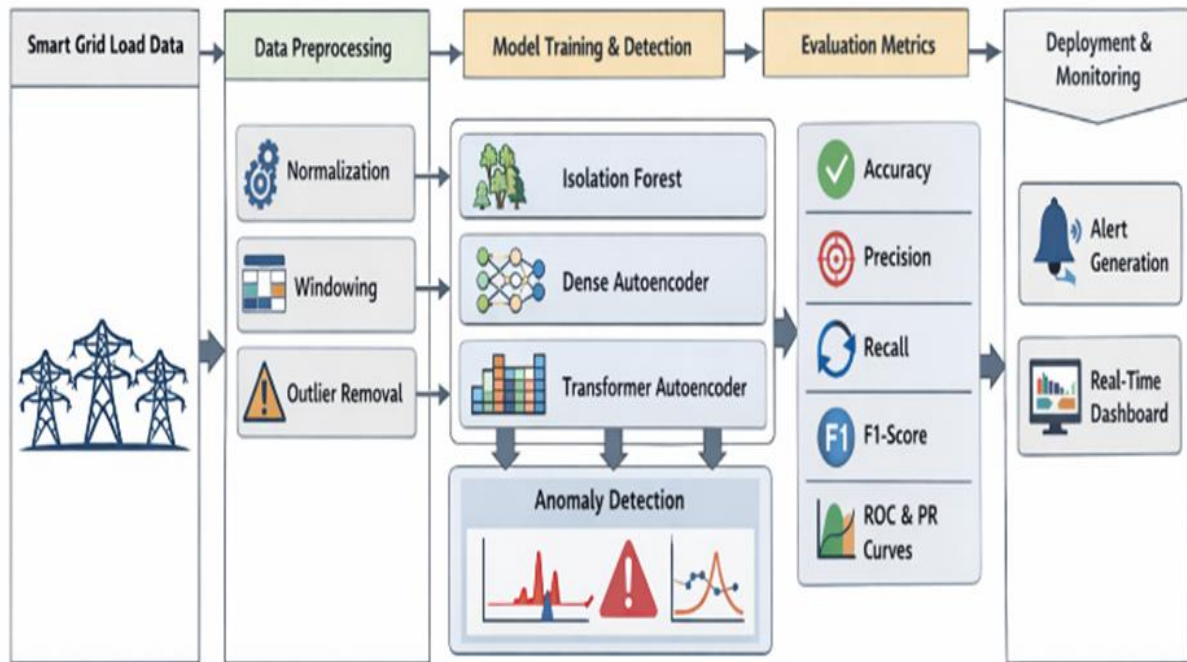 Smart Grid Load Data
Data Preprocessing
Model Training & Detection
Evaluation Metrics
Deployment &
Monitoring
Normalization
Windowing
Outlier Removal
Isolation Forest
Dense Autoencoder
Transformer Autoencoder
Anomaly Detection
Accuracy
Precision
Recall
F1
F1-Score
ROC & PR
Curves
Alert
Generation
Real-Time
Dashboard